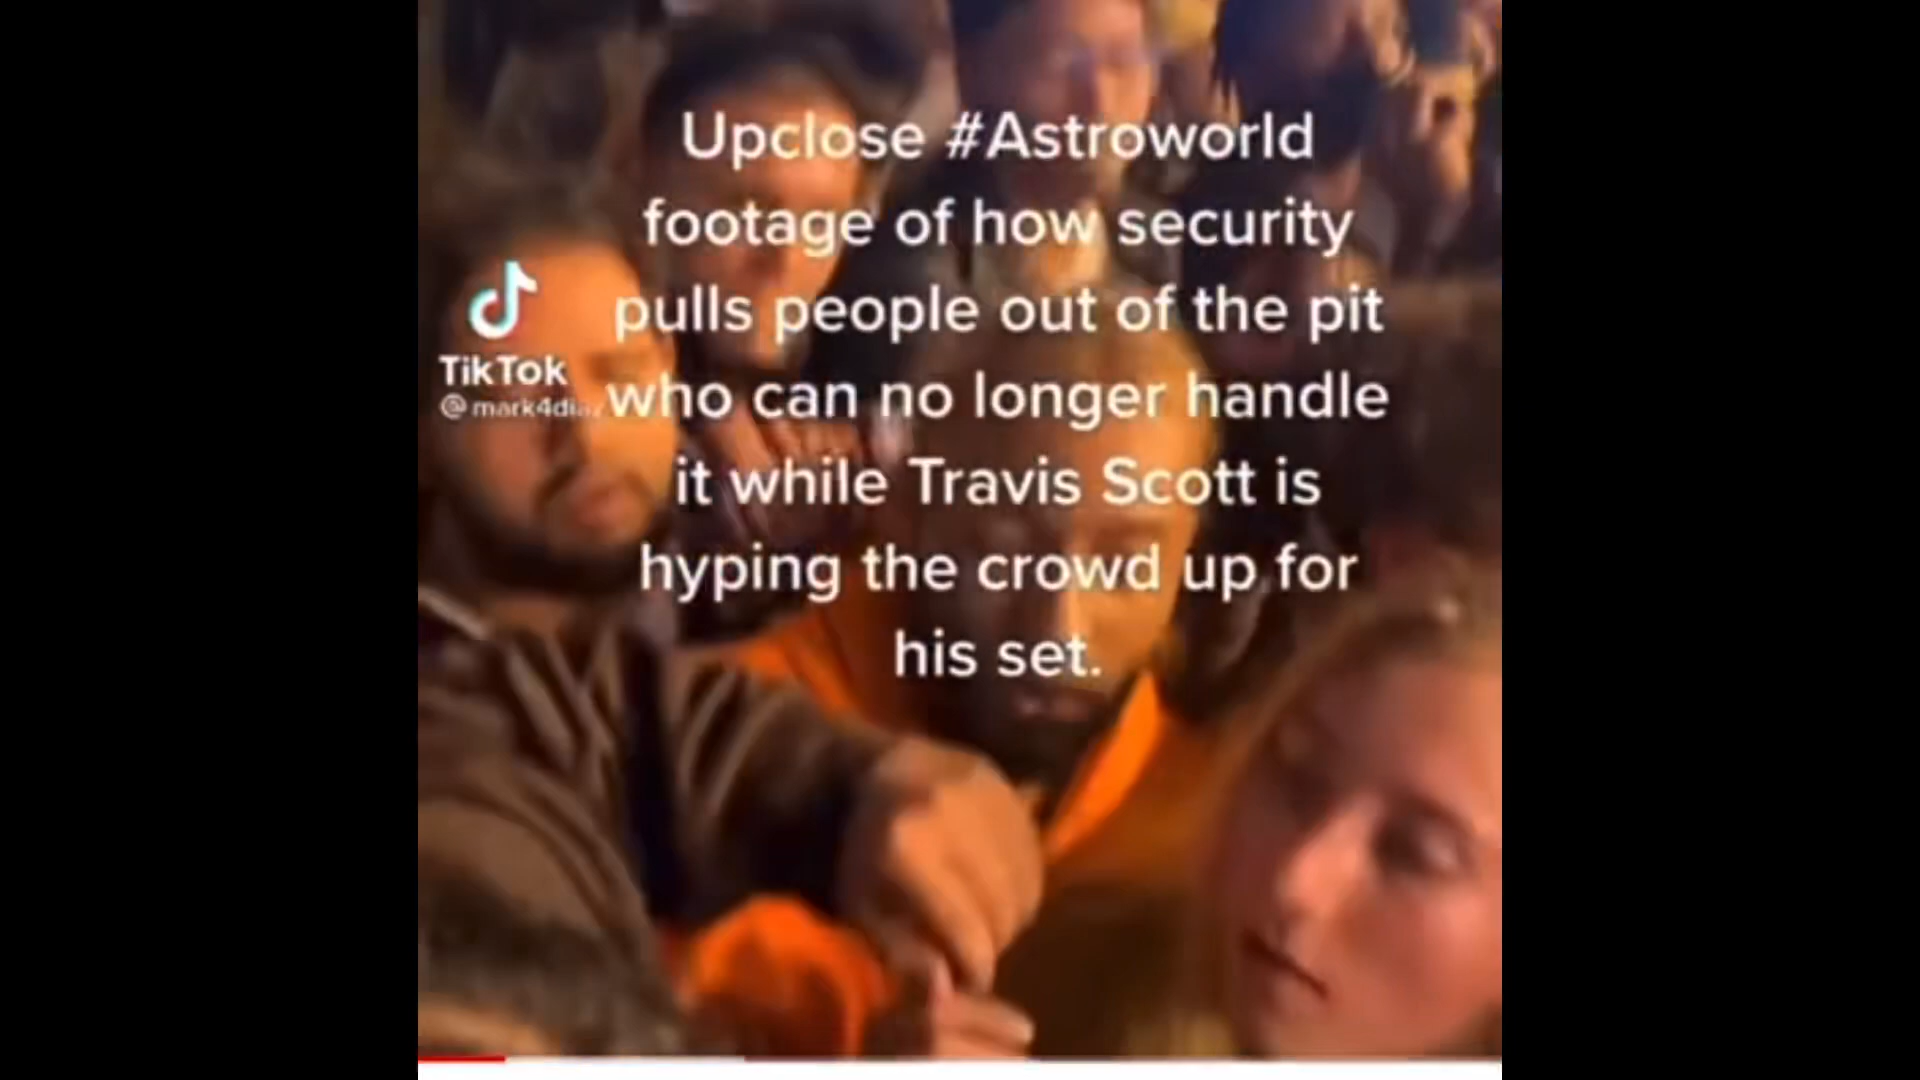 Upclose #Astroworld
footage of how security
pulls people out of the pit
who can no longer handle
it while Travis Scott is
hyping the crowd up for
his set.
TikTok